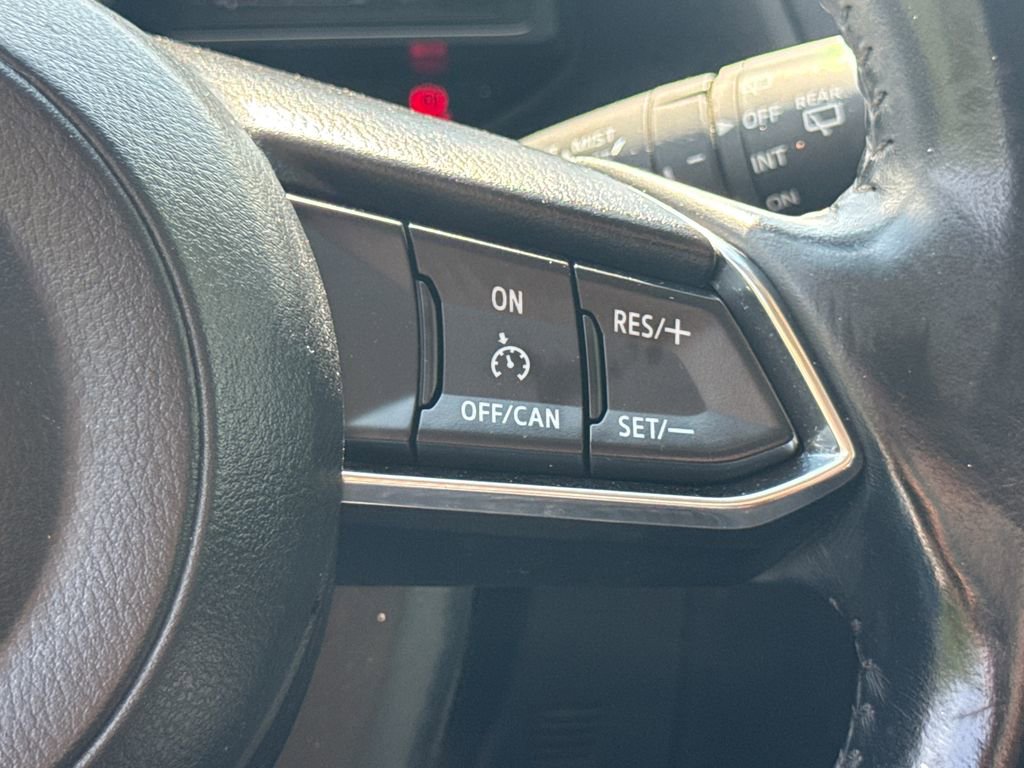 OFF
REAR
INT
ON
ON
RES/+
OFF/CAN
SET/—